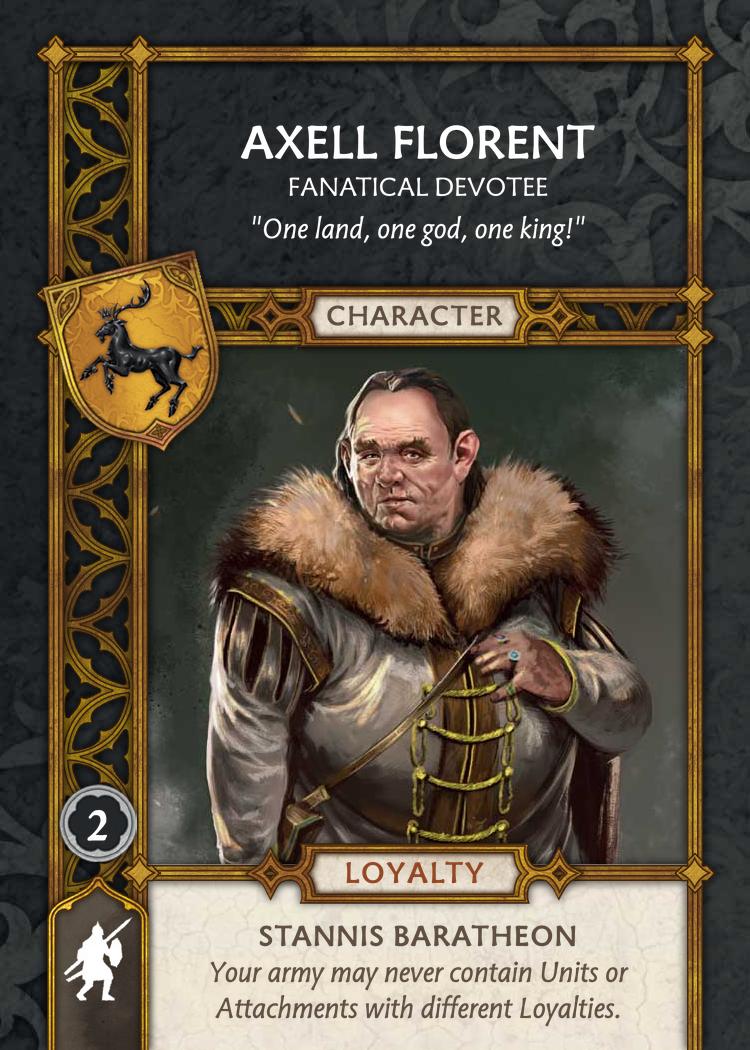 AXELL FLORENT
FANATICAL DEVOTEE
"One land, one god, one king!"
CHARACTER
2
LOYALTY
STANNIS BARATHEON
Your army may never contain Units or
Attachments with different Loyalties.